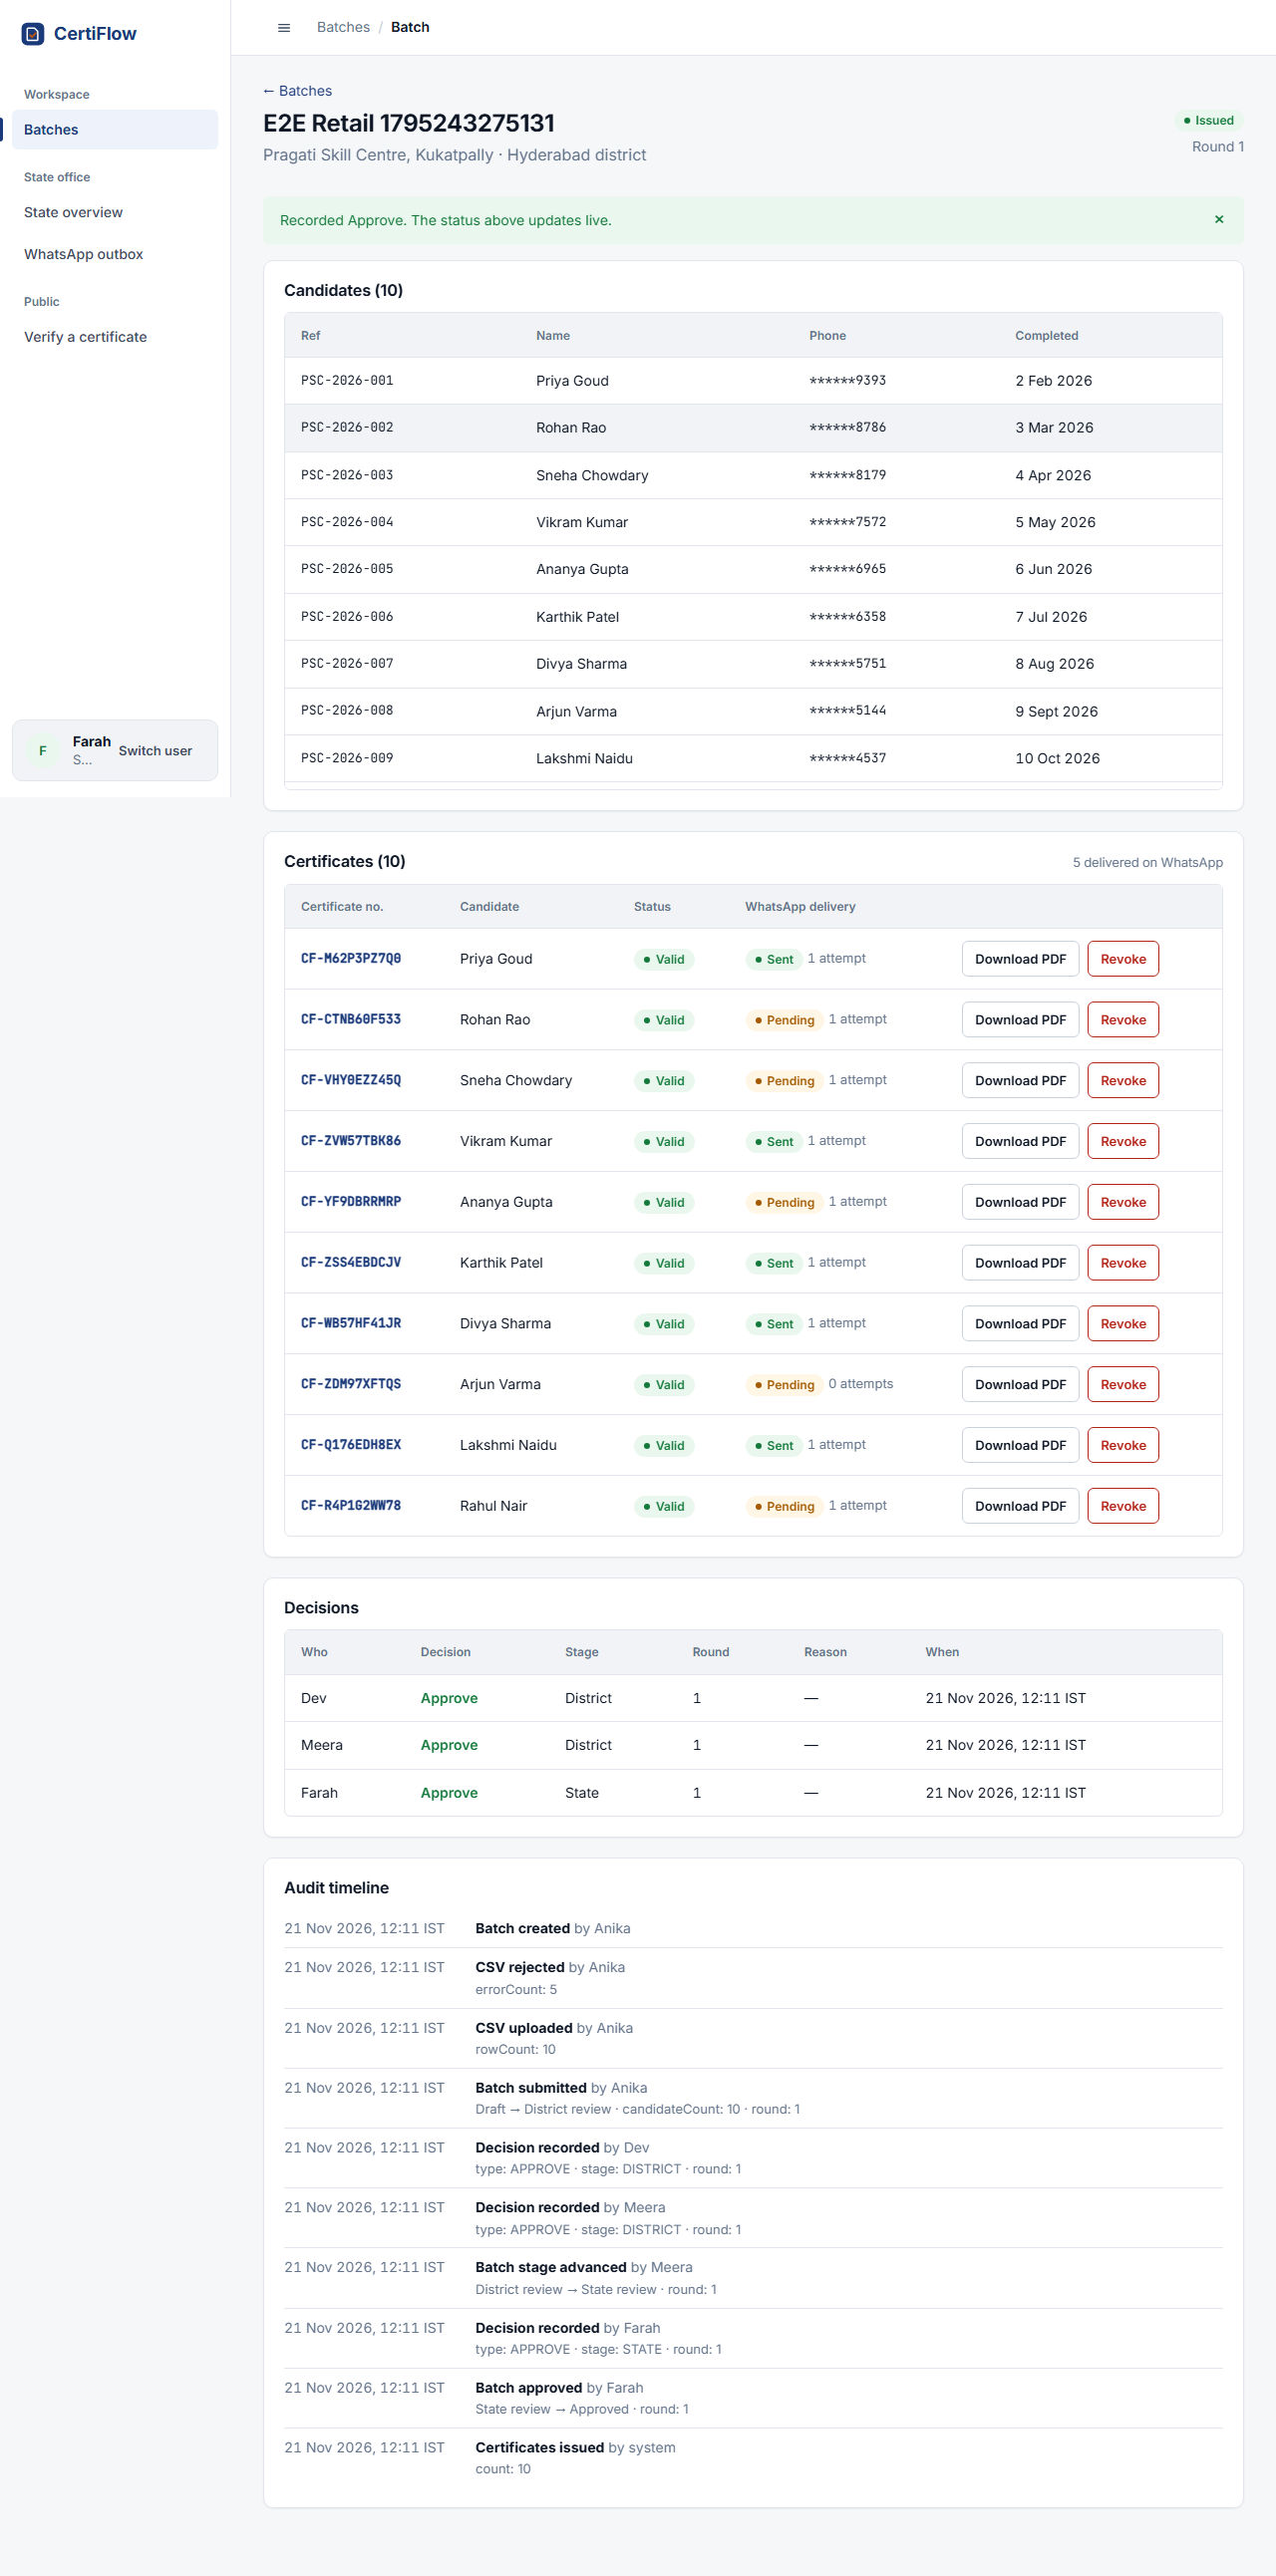 CertiFlow
Workspace
Batches
State office
State overview
WhatsApp outbox
Public
Verify a certificate
F
Farah
S...
Switch user
Batches / Batch
← Batches
E2E Retail 1795243275131
Pragati Skill Centre, Kukatpally · Hyderabad district
Issued
Round 1
Recorded Approve. The status above updates live. ×
Candidates (10)
Ref Name Phone Completed
PSC-2026-001 Priya Goud ******9393 2 Feb 2026
PSC-2026-002 Rohan Rao ******8786 3 Mar 2026
PSC-2026-003 Sneha Chowdary ******8179 4 Apr 2026
PSC-2026-004 Vikram Kumar ******7572 5 May 2026
PSC-2026-005 Ananya Gupta ******6965 6 Jun 2026
PSC-2026-006 Karthik Patel ******6358 7 Jul 2026
PSC-2026-007 Divya Sharma ******5751 8 Aug 2026
PSC-2026-008 Arjun Varma ******5144 9 Sept 2026
PSC-2026-009 Lakshmi Naidu ******4537 10 Oct 2026
Certificates (10) 5 delivered on WhatsApp
Certificate no. Candidate Status WhatsApp delivery
CF-M62P3PZ7Q0 Priya Goud Valid Sent 1 attempt Download PDF Revoke
CF-CTNB60F533 Rohan Rao Valid Pending 1 attempt Download PDF Revoke
CF-VHY0EZZ45Q Sneha Chowdary Valid Pending 1 attempt Download PDF Revoke
CF-ZVW57TBK86 Vikram Kumar Valid Sent 1 attempt Download PDF Revoke
CF-YF9DBRRMRP Ananya Gupta Valid Pending 1 attempt Download PDF Revoke
CF-ZSS4EBDCJV Karthik Patel Valid Sent 1 attempt Download PDF Revoke
CF-WB57HF41JR Divya Sharma Valid Sent 1 attempt Download PDF Revoke
CF-ZDM97XFTQS Arjun Varma Valid Pending 0 attempts Download PDF Revoke
CF-Q176EDH8EX Lakshmi Naidu Valid Sent 1 attempt Download PDF Revoke
CF-R4P1G2WW78 Rahul Nair Valid Pending 1 attempt Download PDF Revoke
Decisions
Who Decision Stage Round Reason When
Dev Approve District 1 — 21 Nov 2026, 12:11 IST
Meera Approve District 1 — 21 Nov 2026, 12:11 IST
Farah Approve State 1 — 21 Nov 2026, 12:11 IST
Audit timeline
21 Nov 2026, 12:11 IST Batch created by Anika
21 Nov 2026, 12:11 IST CSV rejected by Anika
errorCount: 5
21 Nov 2026, 12:11 IST CSV uploaded by Anika
rowCount: 10
21 Nov 2026, 12:11 IST Batch submitted by Anika
Draft → District review · candidateCount: 10 · round: 1
21 Nov 2026, 12:11 IST Decision recorded by Dev
type: APPROVE · stage: DISTRICT · round: 1
21 Nov 2026, 12:11 IST Decision recorded by Meera
type: APPROVE · stage: DISTRICT · round: 1
21 Nov 2026, 12:11 IST Batch stage advanced by Meera
District review → State review · round: 1
21 Nov 2026, 12:11 IST Decision recorded by Farah
type: APPROVE · stage: STATE · round: 1
21 Nov 2026, 12:11 IST Batch approved by Farah
State review → Approved · round: 1
21 Nov 2026, 12:11 IST Certificates issued by system
count: 10